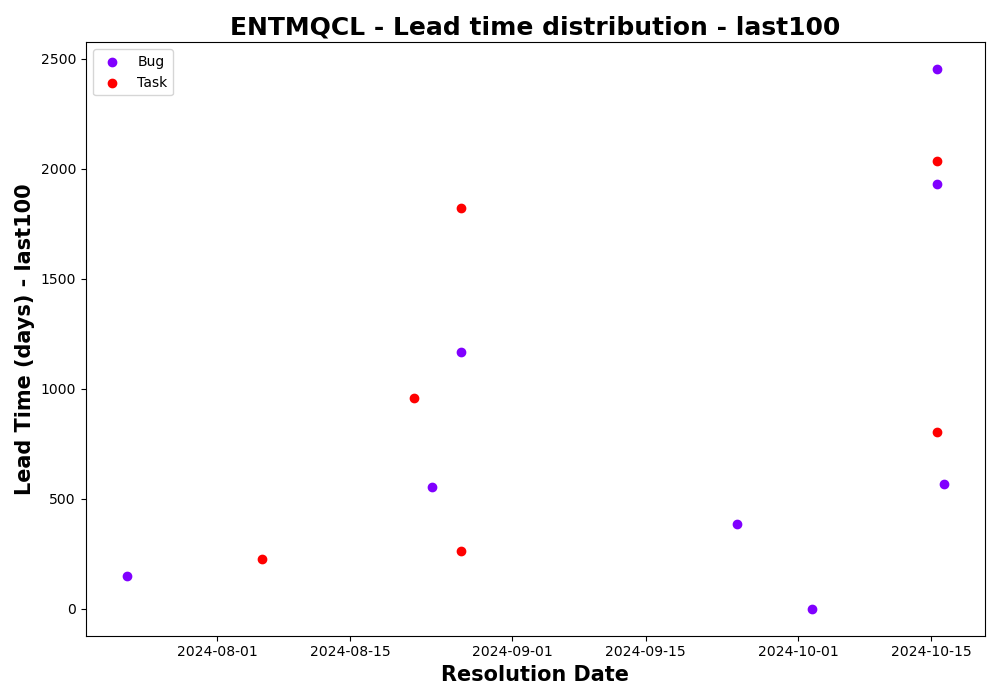 ENTMQCL - Lead time distribution - last100
Bug
Task
Lead Time (days) - last100
2500
2000
1500
1000
500
0
2024-08-01
2024-08-15
2024-09-01
2024-09-15
2024-10-01
2024-10-15
Resolution Date